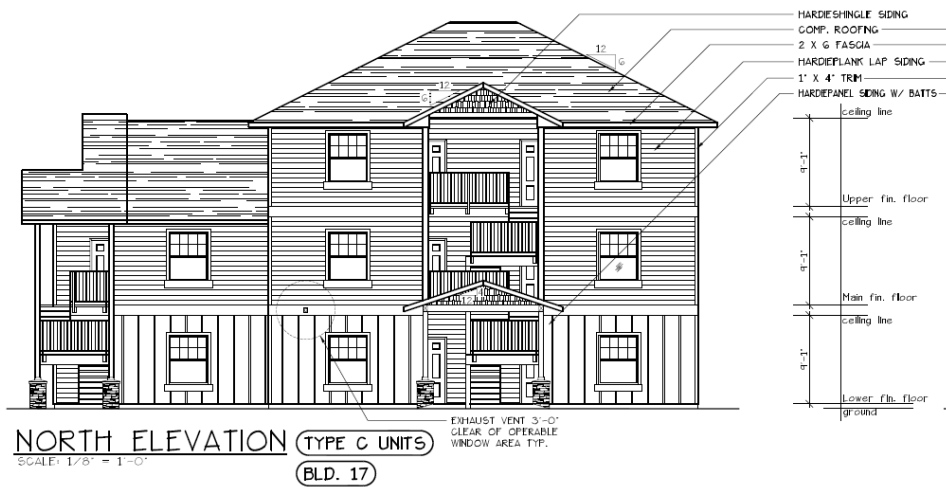 HARDIESHINGLE SIDING
COMP. ROOFING
2 X 6 FASCIA
HARDIEPLANK LAP SIDING
1" X 4" TRIM
HARDIEPANEL SIDING W/ BATTS
12
6
12
6
ceiling line
9'-1"
Upper fin. floor
ceiling line
9'-1"
Main fin. floor
ceiling line
9'-1"
Lower fin. floor
ground
4
12
EXHAUST VENT 3'-0"
CLEAR OF OPERABLE
WINDOW AREA TYP.
NORTH ELEVATION
TYPE C UNITS
SCALE: 1/8" = 1'-0"
BLD. 17